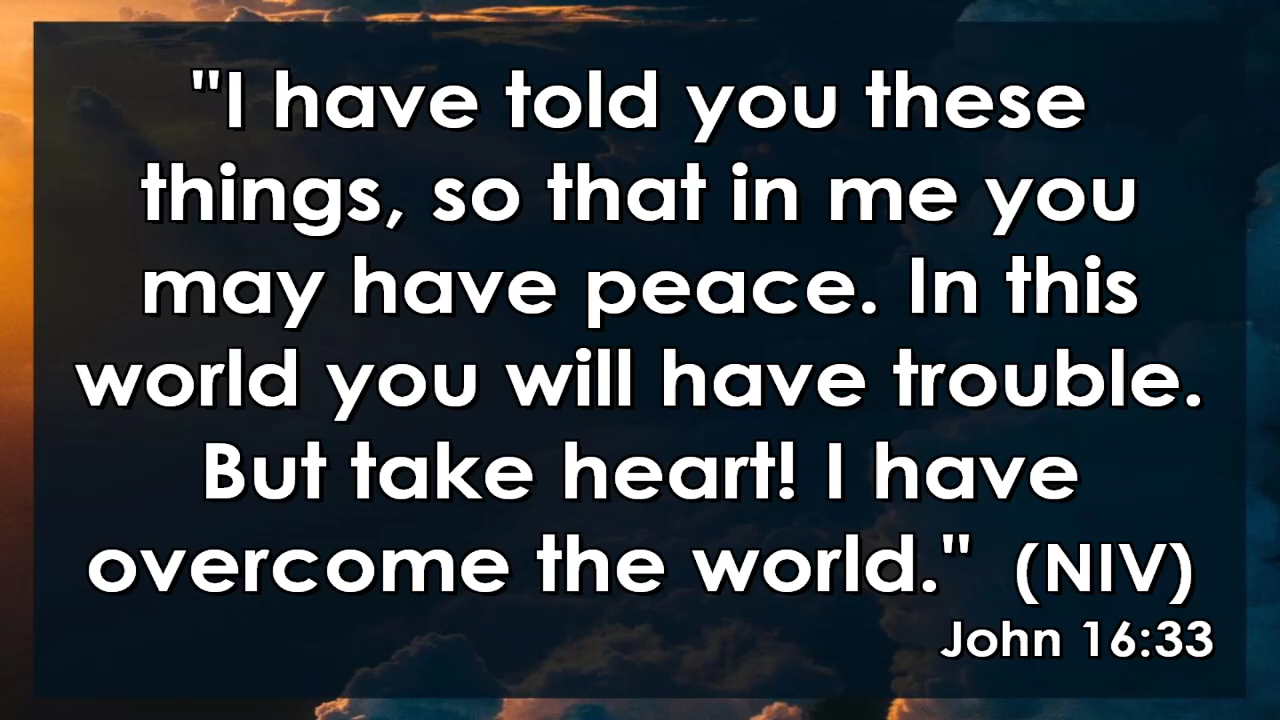 "I have told you these
things, so that in me you
may have peace. In this
world you will have trouble.
But take heart! I have
overcome the world." (NIV)
John 16:33